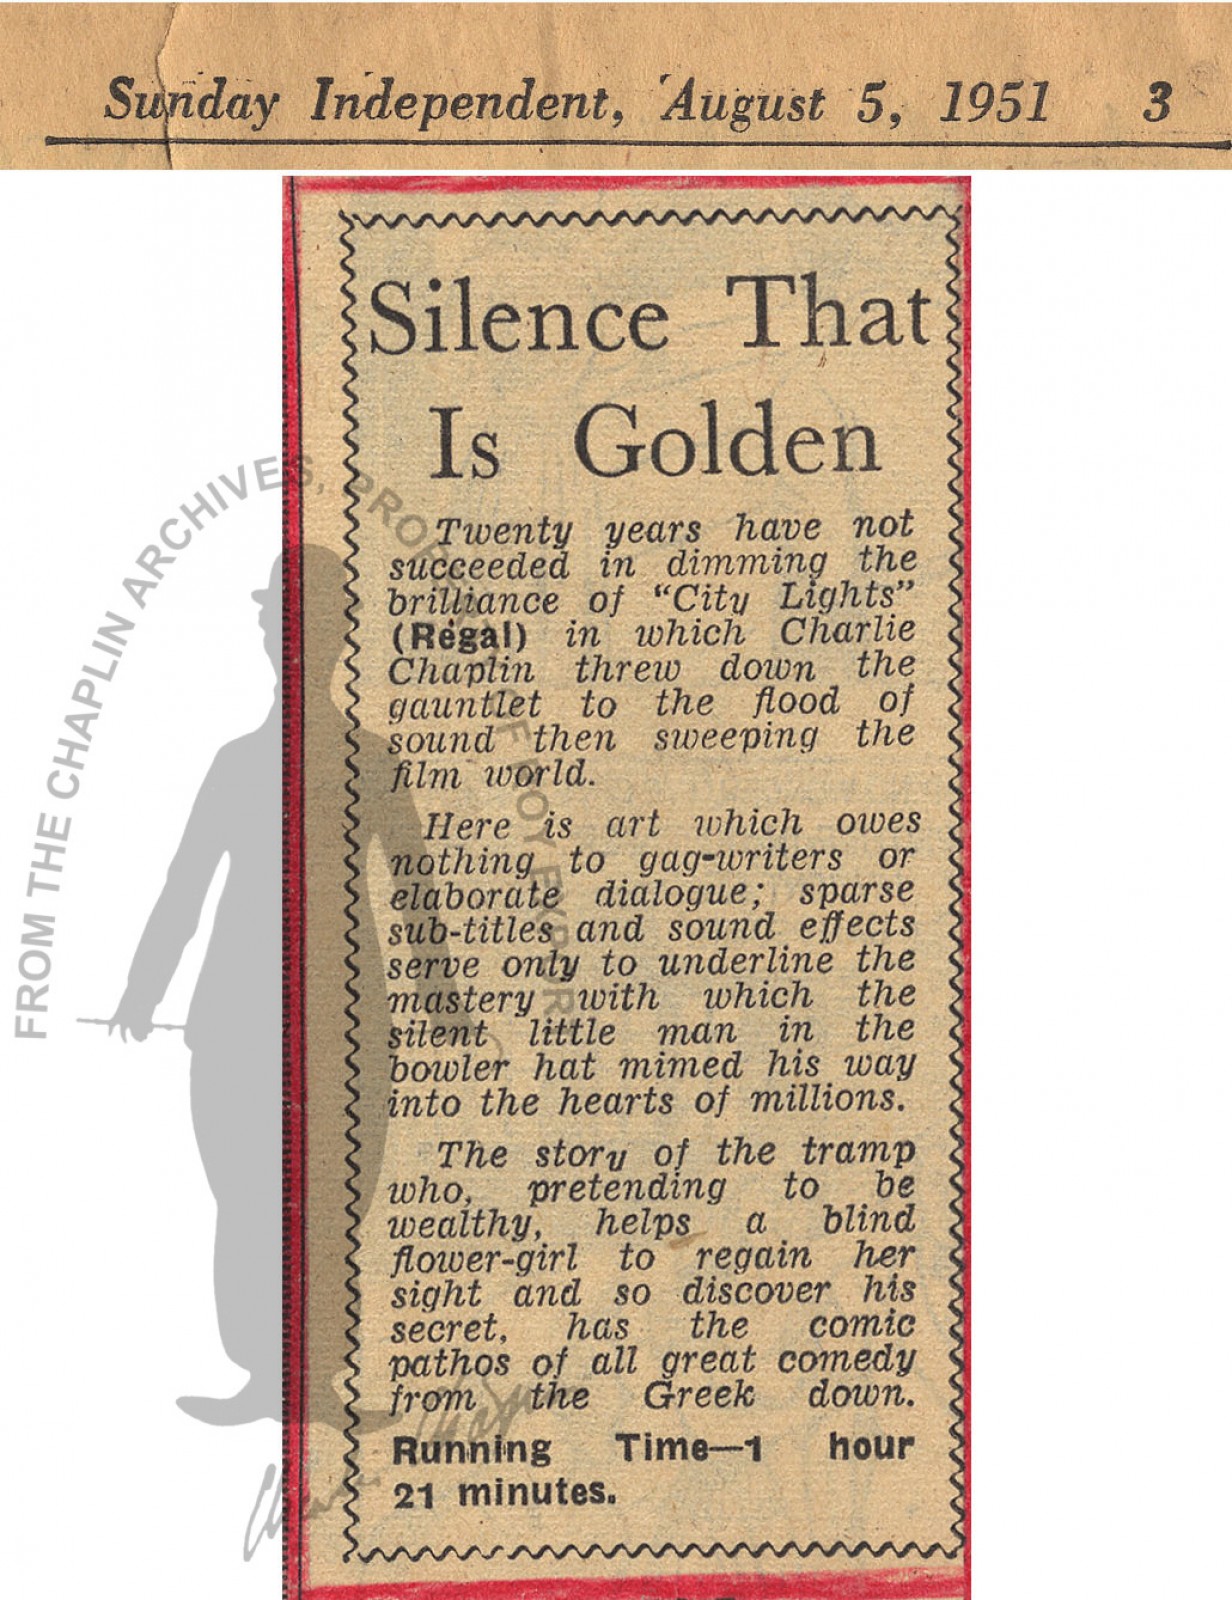 Sunday Independent, August 5, 1951 3
Silence That
Is Golden
Twenty years have not
succeeded in dimming the
brilliance of “City Lights”
(Regal) in which Charlie
Chaplin threw down the
gauntlet to the flood of
sound then sweeping the
film world.
Here is art which owes
nothing to gag-writers or
elaborate dialogue; sparse
sub-titles and sound effects
serve only to underline the
mastery with which the
silent little man in the
bowler hat mimed his way
into the hearts of millions.
The story of the tramp
who, pretending to be
wealthy, helps a blind
flower-girl to regain her
sight and so discover his
secret, has the comic
pathos of all great comedy
from the Greek down.
Running Time—1 hour
21 minutes.
FROM THE CHAPLIN ARCHIVES, PROPERTY OF ROY EXPORT